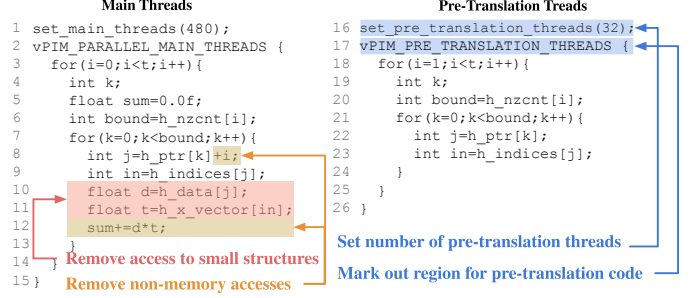 Main Threads
1 set_main_threads(480);
2 vPIM_PARALLEL_MAIN_THREADS {
3 for(i=0;i<t;i++){
4 int k;
5 float sum=0.0f;
6 int bound=h_nzcnt[i];
7 for(k=0;k<bound;k++){
8 int j=h_ptr[k]+i;
9 int in=h_indices[j];
10 float d=h_data[j];
11 float t=h_x_vector[in];
12 sum+=d*t;
13 }
14 }
15 }
Remove access to small structures
Remove non-memory accesses
Pre-Translation Treads
16 set_pre_translation_threads(32);
17 vPIM_PRE_TRANSLATION_THREADS {
18 for(i=1;i<t;i++){
19 int k;
20 int bound=h_nzcnt[i];
21 for(k=0;k<bound;k++){
22 int j=h_ptr[k];
23 int in=h_indices[j];
24 }
25 }
26 }
Set number of pre-translation threads
Mark out region for pre-translation code